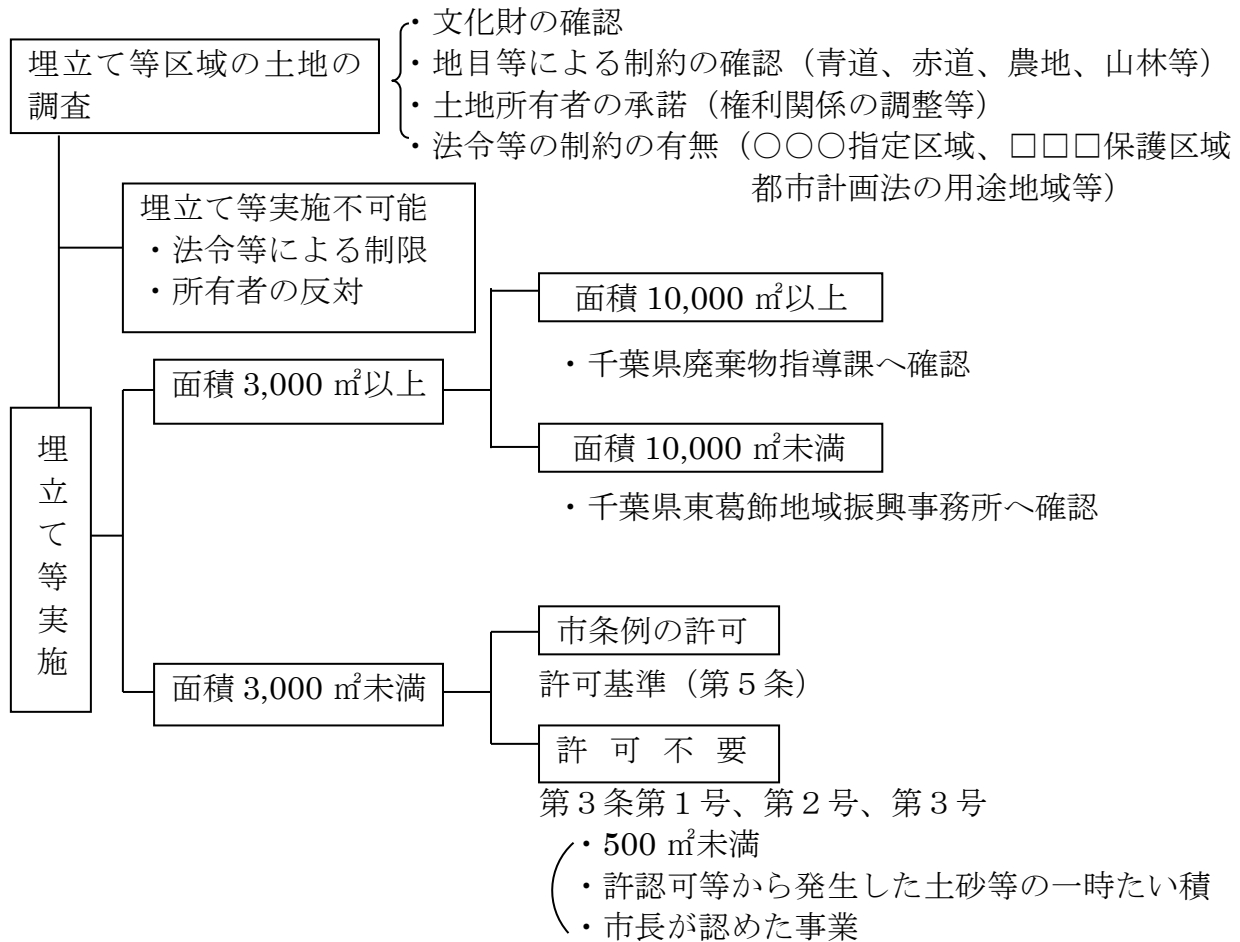 埋立て等区域の土地の
調査
・文化財の確認
・地目等による制約の確認（青道、赤道、農地、山林等）
・土地所有者の承諾（権利関係の調整等）
・法令等の制約の有無（○○○指定区域、□□□保護区域
都市計画法の用途地域等）
埋立て等実施不可能
・法令等による制限
・所有者の反対
埋立て等実施
面積 3,000 ㎡以上
面積 10,000 ㎡以上
・千葉県廃棄物指導課へ確認
面積 10,000 ㎡未満
・千葉県東葛飾地域振興事務所へ確認
面積 3,000 ㎡未満
市条例の許可
許可基準（第５条）
許 可 不 要
第３条第１号、第２号、第３号
・500 ㎡未満
・許認可等から発生した土砂等の一時たい積
・市長が認めた事業